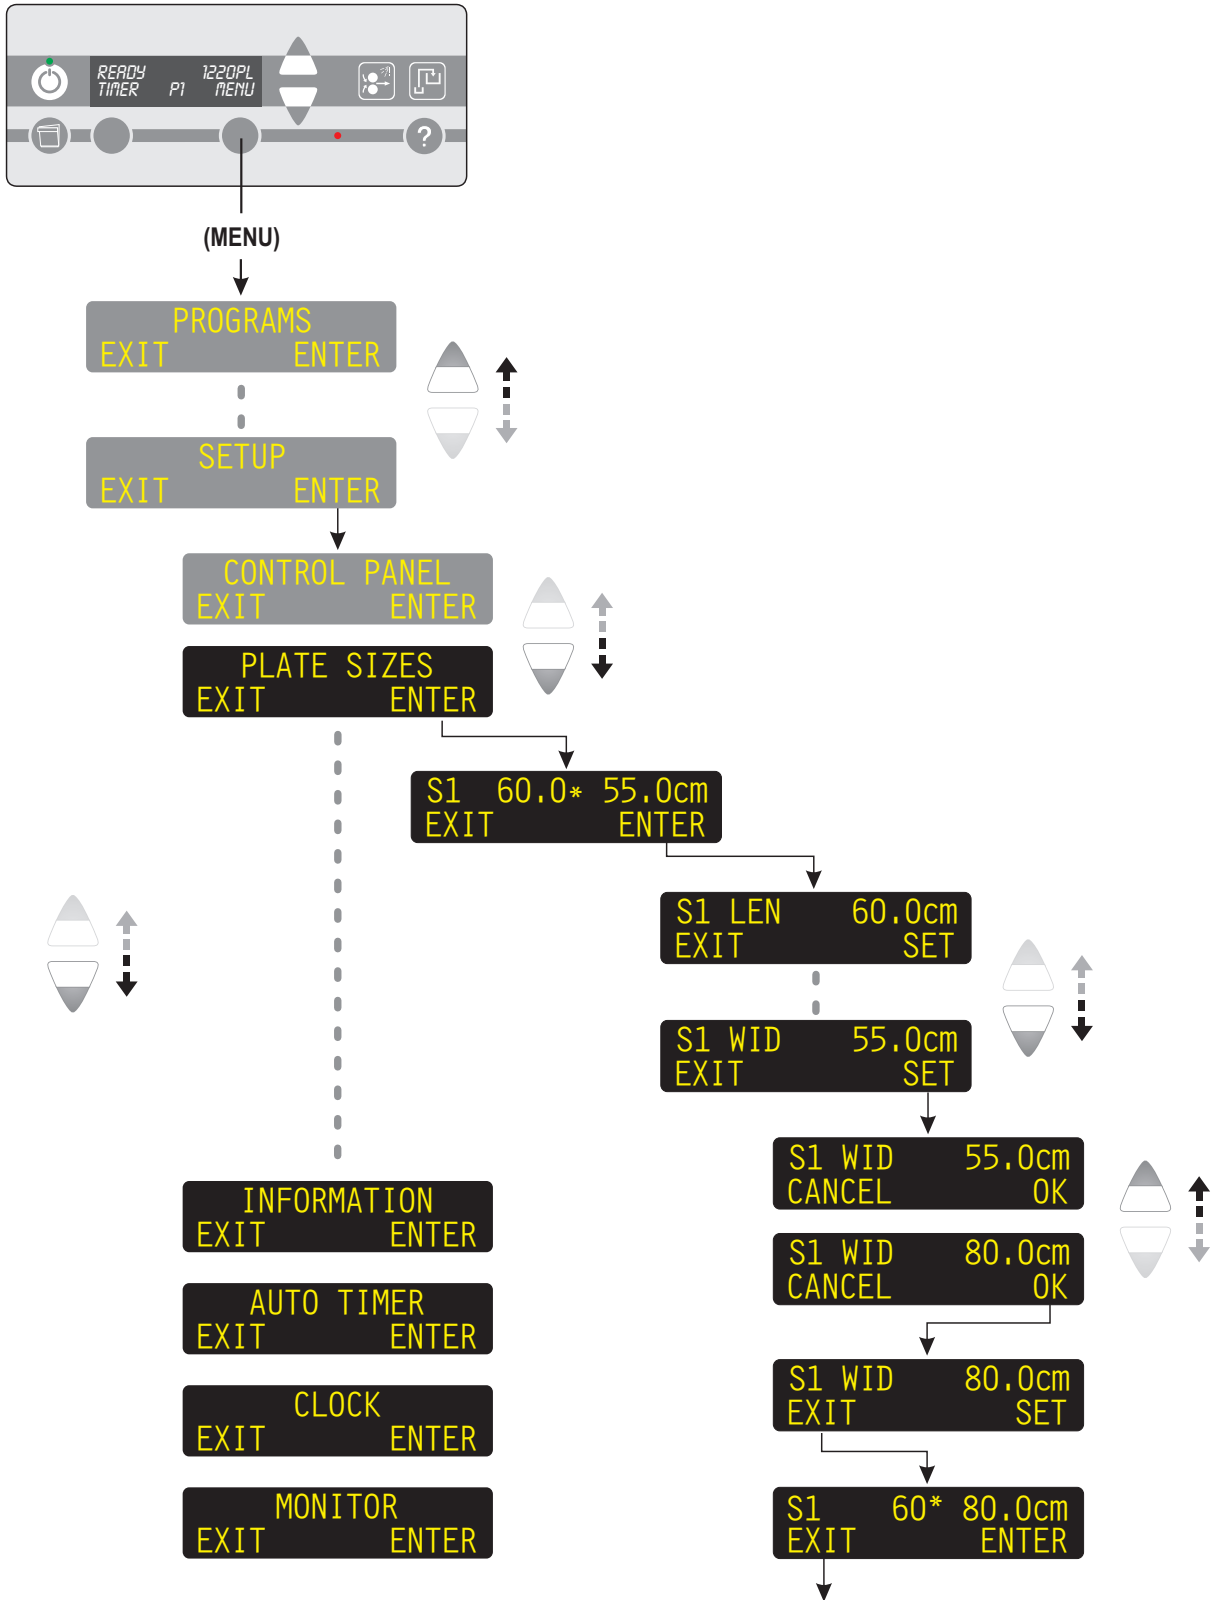 READY 1220PL
TIMER P1 MENU
?
(MENU)
PROGRAMS
EXIT ENTER
SETUP
EXIT ENTER
CONTROL PANEL
EXIT ENTER
PLATE SIZES
EXIT ENTER
S1 60.0* 55.0cm
EXIT ENTER
S1 LEN 60.0cm
EXIT SET
S1 WID 55.0cm
EXIT SET
S1 WID 55.0cm
CANCEL OK
S1 WID 80.0cm
CANCEL OK
S1 WID 80.0cm
EXIT SET
S1 60* 80.0cm
EXIT ENTER
INFORMATION
EXIT ENTER
AUTO TIMER
EXIT ENTER
CLOCK
EXIT ENTER
MONITOR
EXIT ENTER